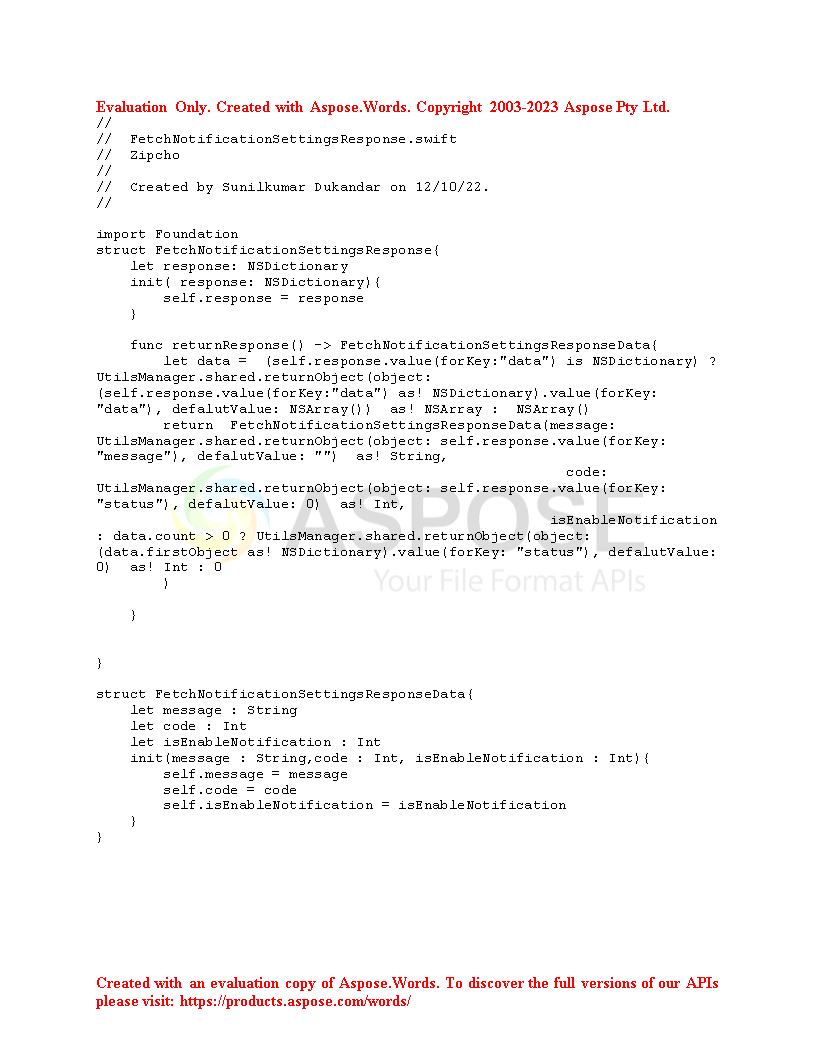 Evaluation Only. Created with Aspose.Words. Copyright 2003-2023 Aspose Pty Ltd.
//
//  FetchNotificationSettingsResponse.swift
//  Zipcho
//
//  Created by Sunilkumar Dukandar on 12/10/22.
//
import Foundation
struct FetchNotificationSettingsResponse{
    let response: NSDictionary
    init( response: NSDictionary){
        self.response = response
    }
    func returnResponse() -> FetchNotificationSettingsResponseData{
        let data =  (self.response.value(forKey:"data") is NSDictionary) ?
UtilsManager.shared.returnObject(object:
(self.response.value(forKey:"data") as! NSDictionary).value(forKey:
"data"), defalutValue: NSArray())  as! NSArray :  NSArray()
        return  FetchNotificationSettingsResponseData(message:
UtilsManager.shared.returnObject(object: self.response.value(forKey:
"message"), defalutValue: "")  as! String,
                                                        code:
UtilsManager.shared.returnObject(object: self.response.value(forKey:
"status"), defalutValue: 0)  as! Int,
                                                      isEnableNotification
: data.count > 0 ? UtilsManager.shared.returnObject(object:
(data.firstObject as! NSDictionary).value(forKey: "status"), defalutValue:
0)  as! Int : 0
        )
    }
}
struct FetchNotificationSettingsResponseData{
    let message : String
    let code : Int
    let isEnableNotification : Int
    init(message : String,code : Int, isEnableNotification : Int){
        self.message = message
        self.code = code
        self.isEnableNotification = isEnableNotification
    }
}
ASPOSE
Your File Format APIs
Created with an evaluation copy of Aspose.Words. To discover the full versions of our APIs
please visit: https://products.aspose.com/words/